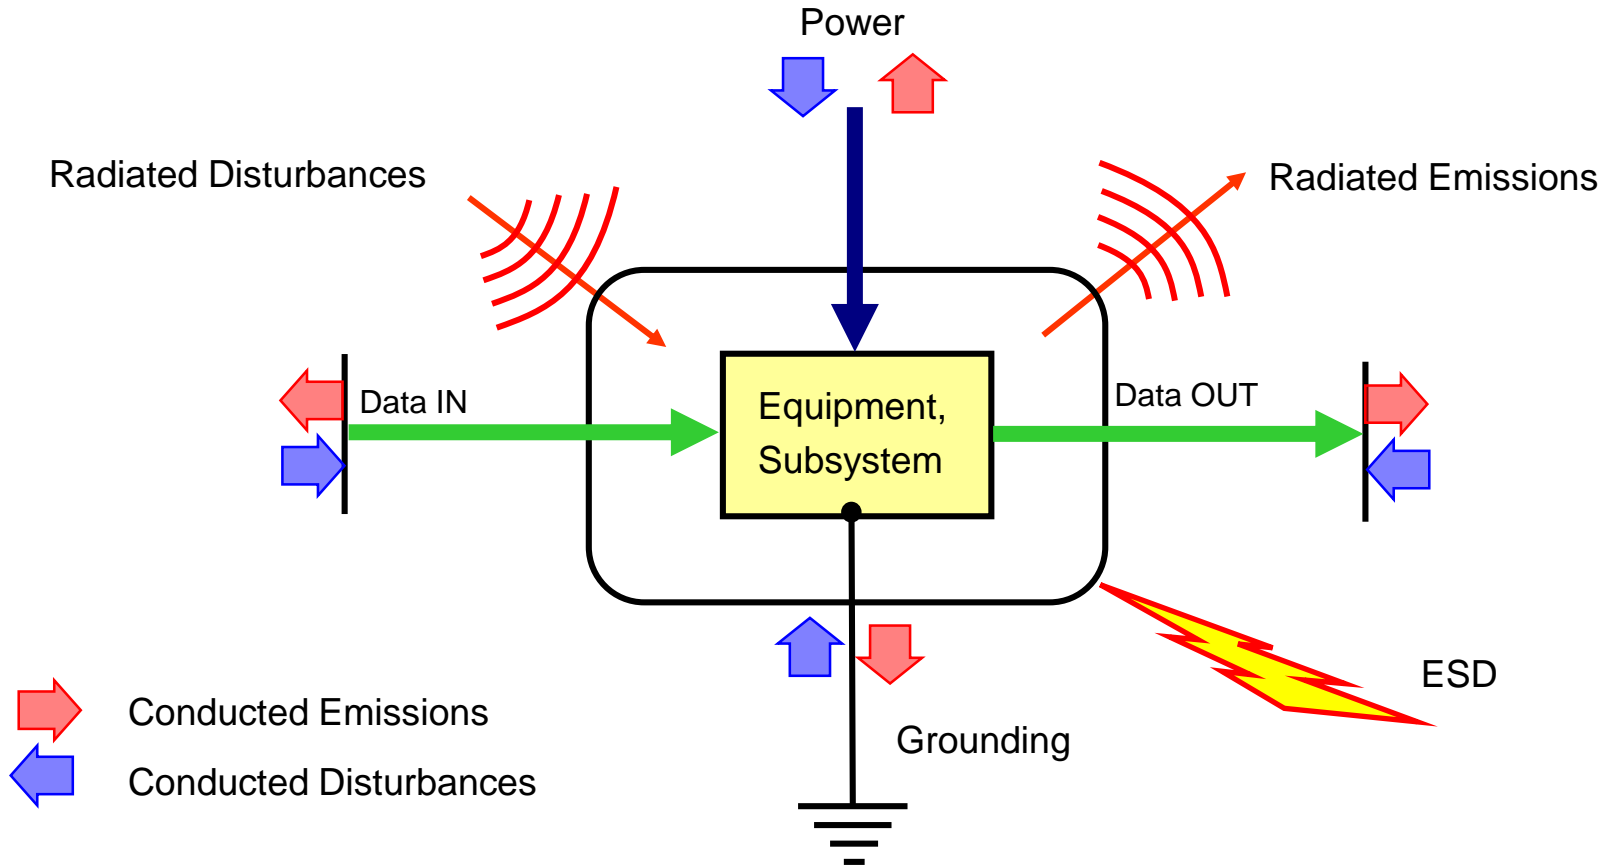 Power
Radiated Disturbances
Radiated Emissions
Data IN
Data OUT
Equipment,
Subsystem
ESD
Conducted Emissions
Grounding
Conducted Disturbances